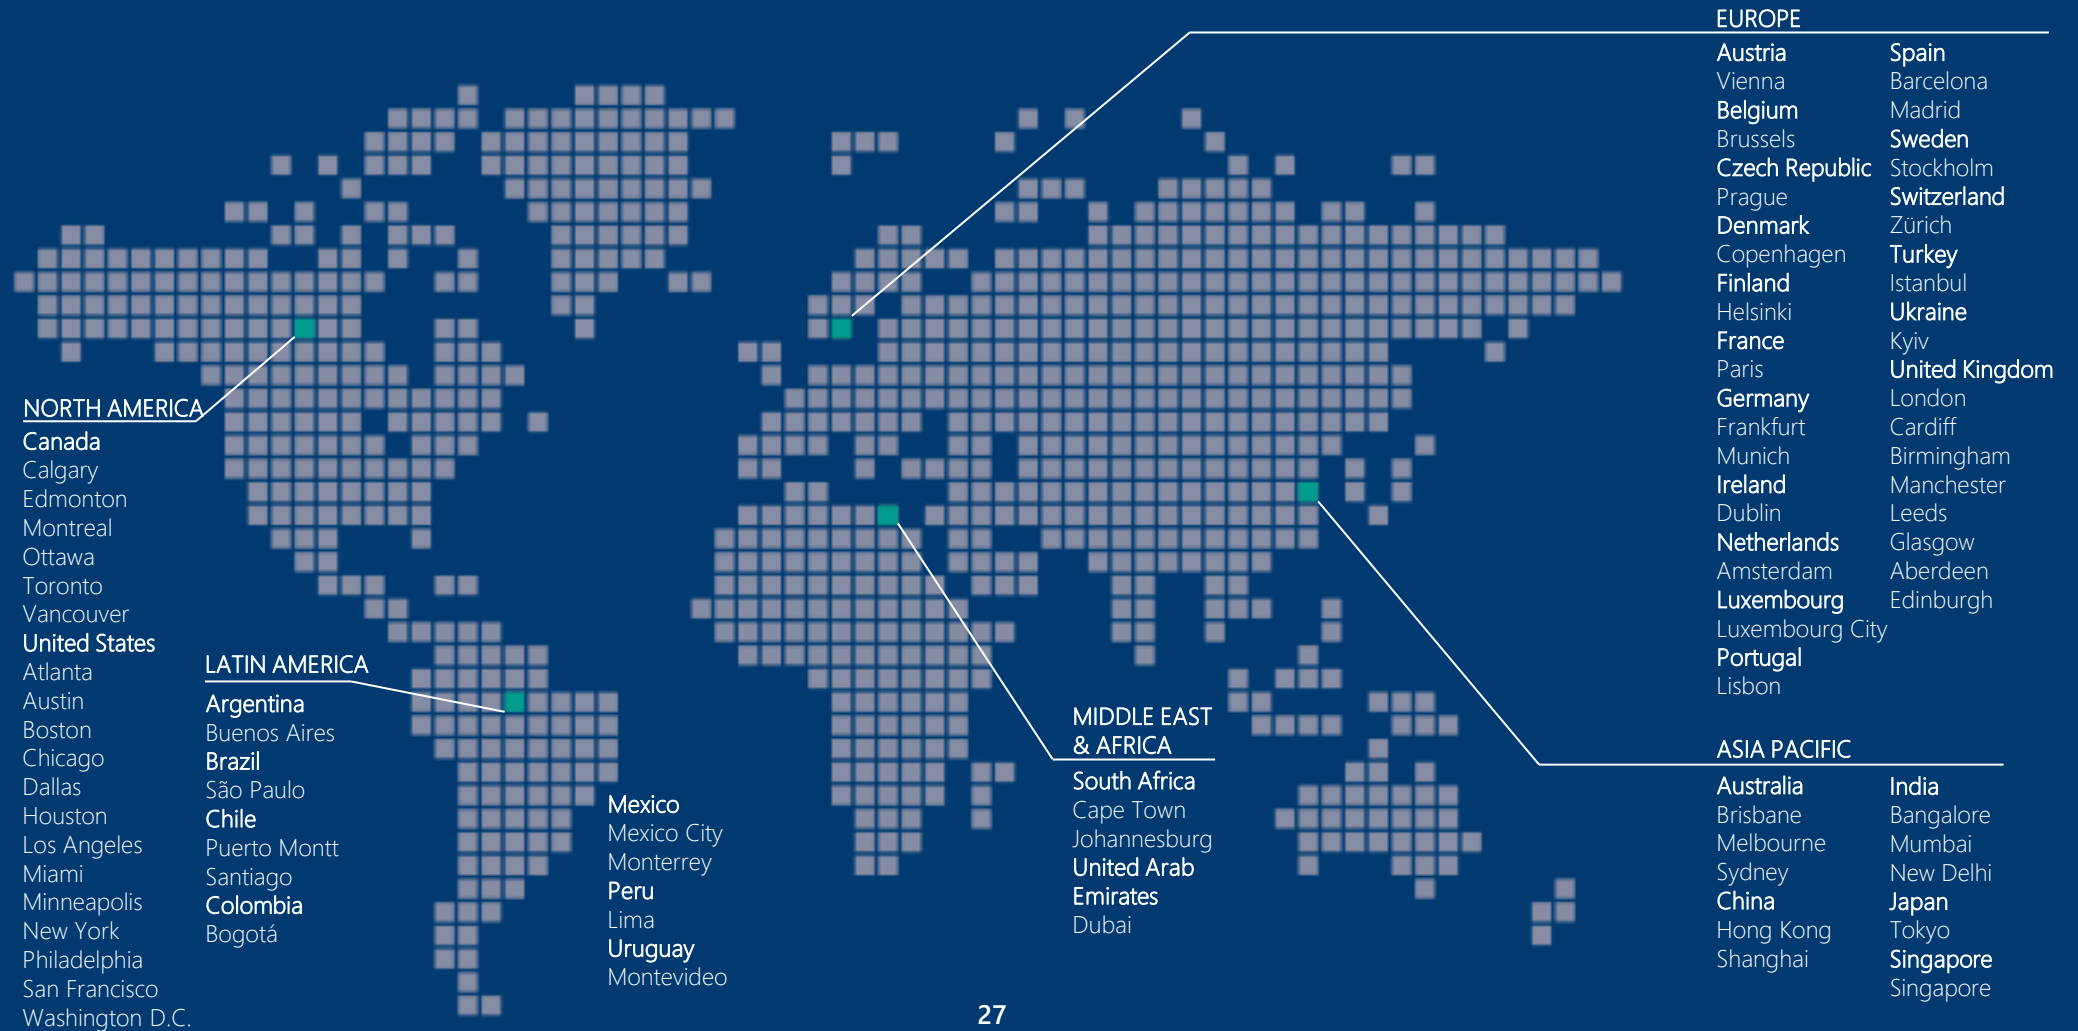 EUROPE
Austria
Vienna
Belgium
Brussels
Czech Republic
Prague
Denmark
Copenhagen
Finland
Helsinki
France
Paris
Germany
Frankfurt
Munich
Ireland
Dublin
Netherlands
Amsterdam
Luxembourg
Luxembourg City
Portugal
Lisbon
Spain
Barcelona
Madrid
Sweden
Stockholm
Switzerland
Zürich
Turkey
Istanbul
Ukraine
Kyiv
United Kingdom
London
Cardiff
Birmingham
Manchester
Leeds
Glasgow
Aberdeen
Edinburgh
NORTH AMERICA
Canada
Calgary
Edmonton
Montreal
Ottawa
Toronto
Vancouver
United States
Atlanta
Austin
Boston
Chicago
Dallas
Houston
Los Angeles
Miami
Minneapolis
New York
Philadelphia
San Francisco
Washington D.C.
LATIN AMERICA
Argentina
Buenos Aires
Brazil
São Paulo
Chile
Puerto Montt
Santiago
Colombia
Bogotá
Mexico
Mexico City
Monterrey
Peru
Lima
Uruguay
Montevideo
MIDDLE EAST
& AFRICA
South Africa
Cape Town
Johannesburg
United Arab
Emirates
Dubai
ASIA PACIFIC
Australia
Brisbane
Melbourne
Sydney
China
Hong Kong
Shanghai
India
Bangalore
Mumbai
New Delhi
Japan
Tokyo
Singapore
Singapore
27